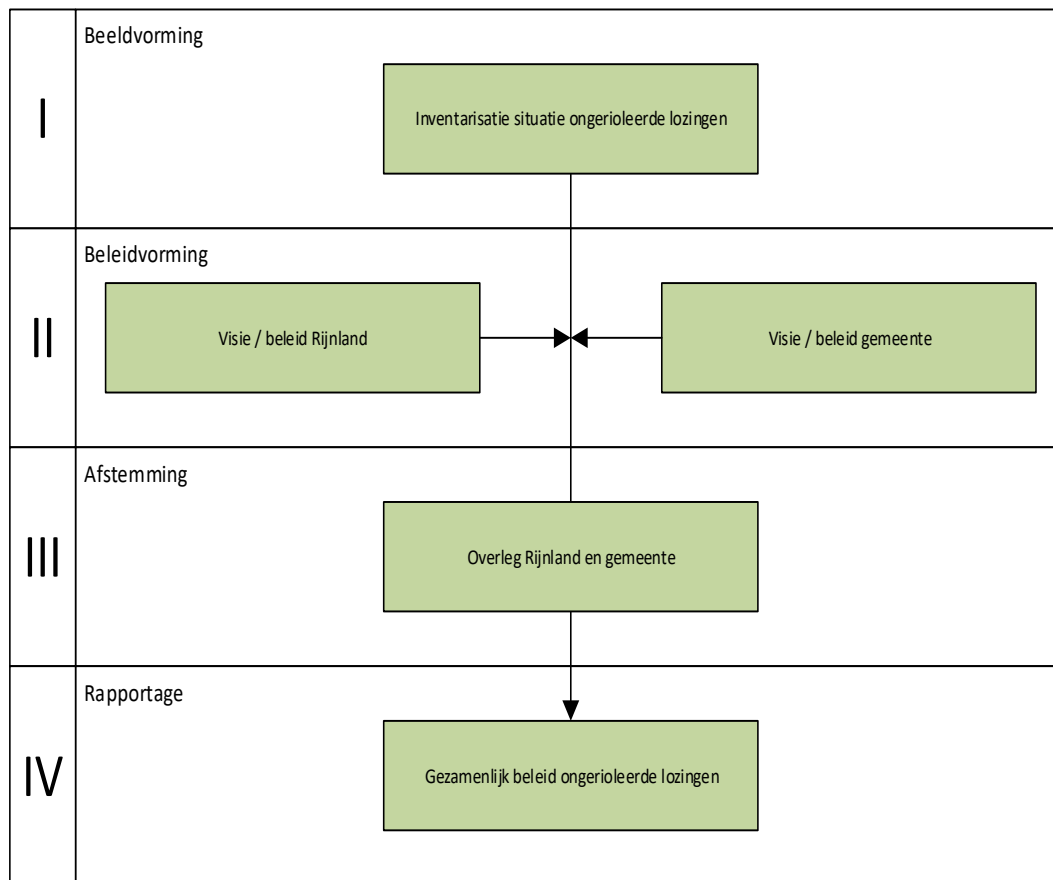 I
Beeldvorming
Inventarisatie situatie ongerioleerde lozingen
II
Beleidvorming
Visie / beleid Rijnland
Visie / beleid gemeente
III
Afstemming
Overleg Rijnland en gemeente
IV
Rapportage
Gezamenlijk beleid ongerioleerde lozingen